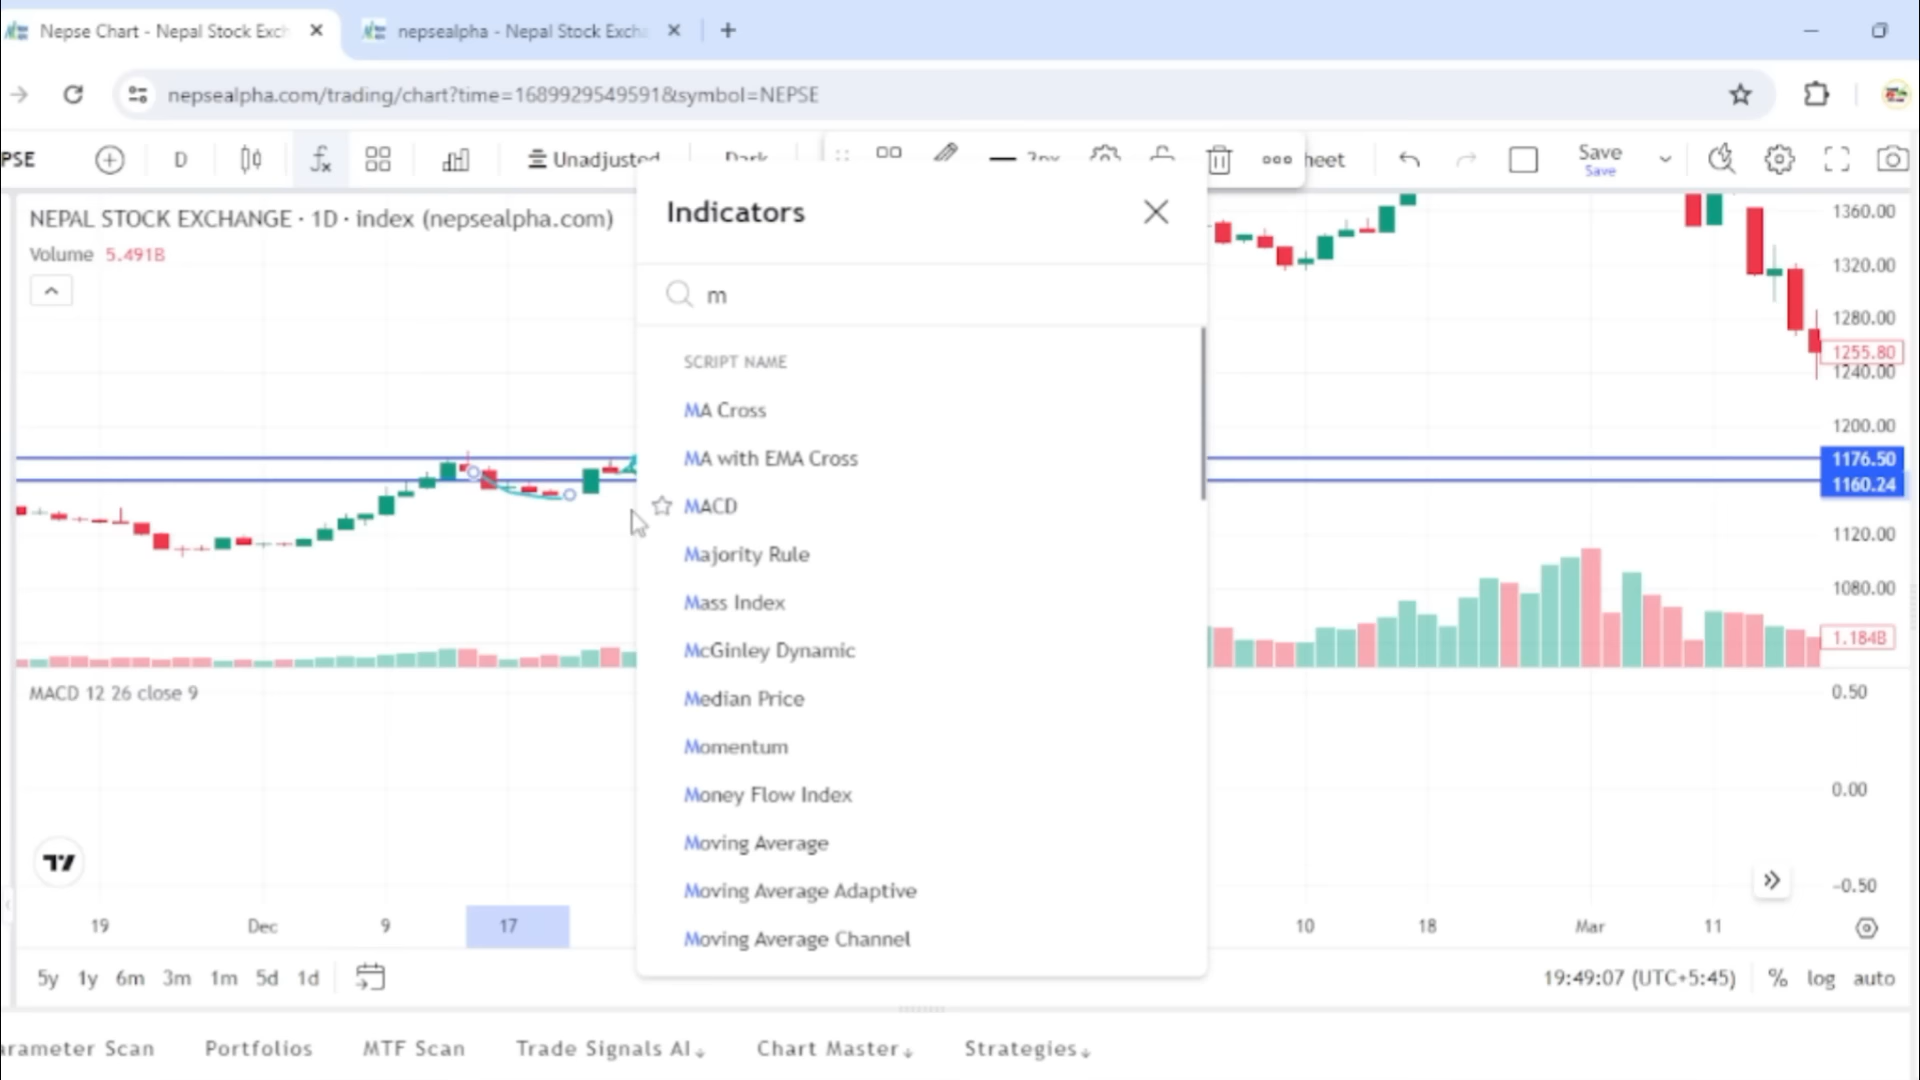 Nepse Chart - Nepal Stock Exch
nepsealpha - Nepal Stock Excha
nepsealpha.com/trading/chart?time=1689929549591&symbol=NEPSE
PSE
D
Unadjusted
Dark
2px
heet
Save
Save
NEPAL STOCK EXCHANGE · 1D · index (nepsealpha.com)
Volume 5.491B
Indicators
m
SCRIPT NAME
MA Cross
MA with EMA Cross
MACD
Majority Rule
Mass Index
McGinley Dynamic
Median Price
Momentum
Money Flow Index
Moving Average
Moving Average Adaptive
Moving Average Channel
1360.00
1320.00
1280.00
1255.80
1240.00
1200.00
1176.50
1160.24
1120.00
1080.00
1.184B
MACD 12 26 close 9
0.50
0.00
-0.50
19
Dec
9
17
10
18
Mar
11
5y 1y 6m 3m 1m 5d 1d
19:49:07 (UTC+5:45)
% log auto
arameter Scan
Portfolios
MTF Scan
Trade Signals AI
Chart Master
Strategies